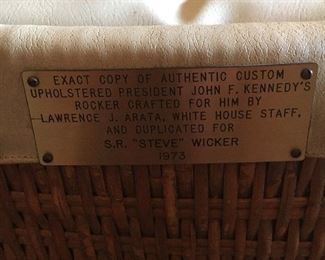 EXACT COPY OF AUTHENTIC CUSTOM
UPHOLSTERED PRESIDENT JOHN F. KENNEDY'S
ROCKER CRAFTED FOR HIM BY
LAWRENCE J. ARATA, WHITE HOUSE STAFF,
AND DUPLICATED FOR
S.R. "STEVE" WICKER
1973